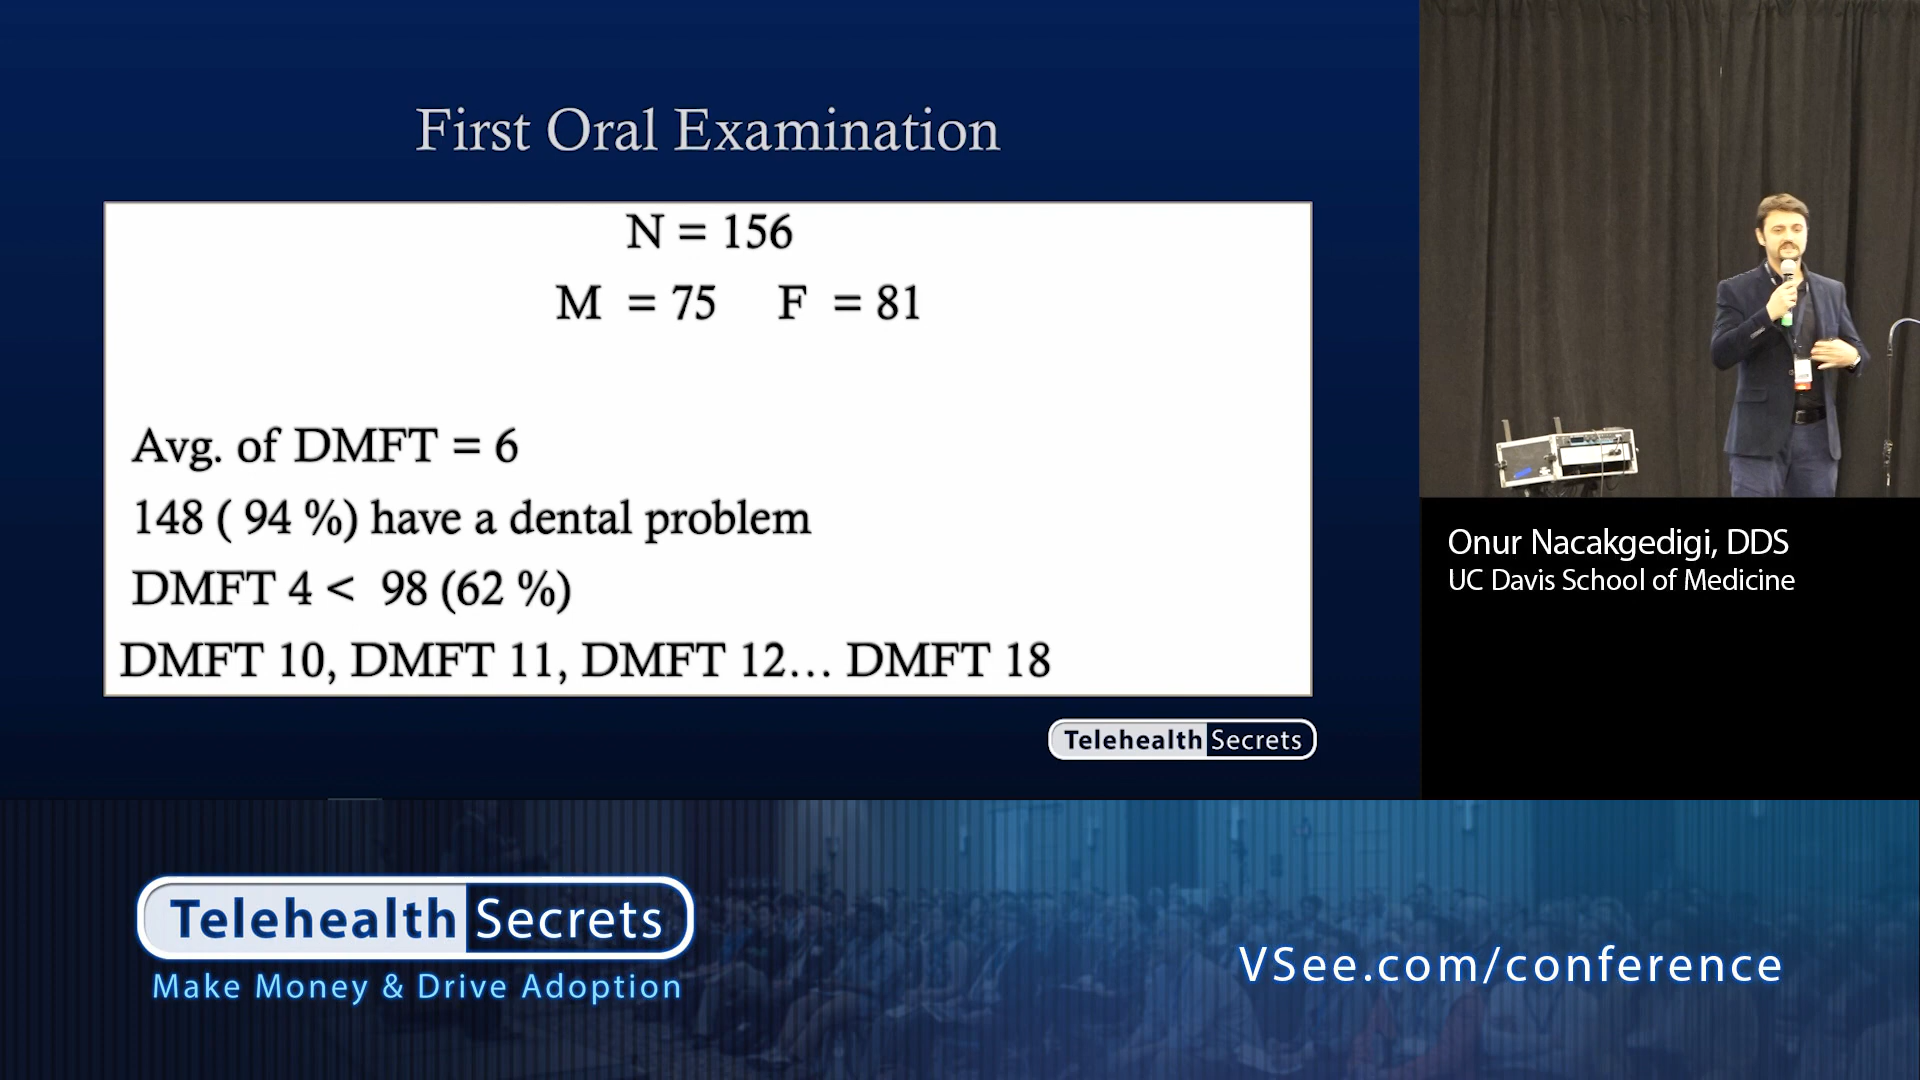 First Oral Examination
N = 156
M = 75 F = 81
Avg. of DMFT = 6
148 ( 94 %) have a dental problem
DMFT 4 < 98 (62 %)
DMFT 10, DMFT 11, DMFT 12… DMFT 18
Telehealth Secrets
Onur Nacakgedigi, DDS
UC Davis School of Medicine
Telehealth Secrets
Make Money & Drive Adoption
VSee.com/conference